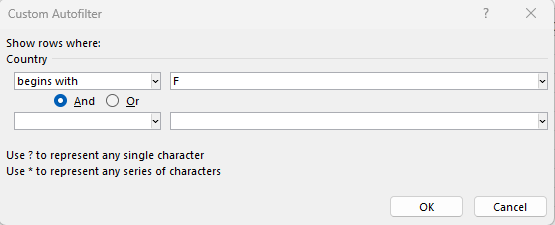 Custom Autofilter ?
Show rows where:
Country
begins with F
And Or
Use ? to represent any single character
Use * to represent any series of characters
OK Cancel